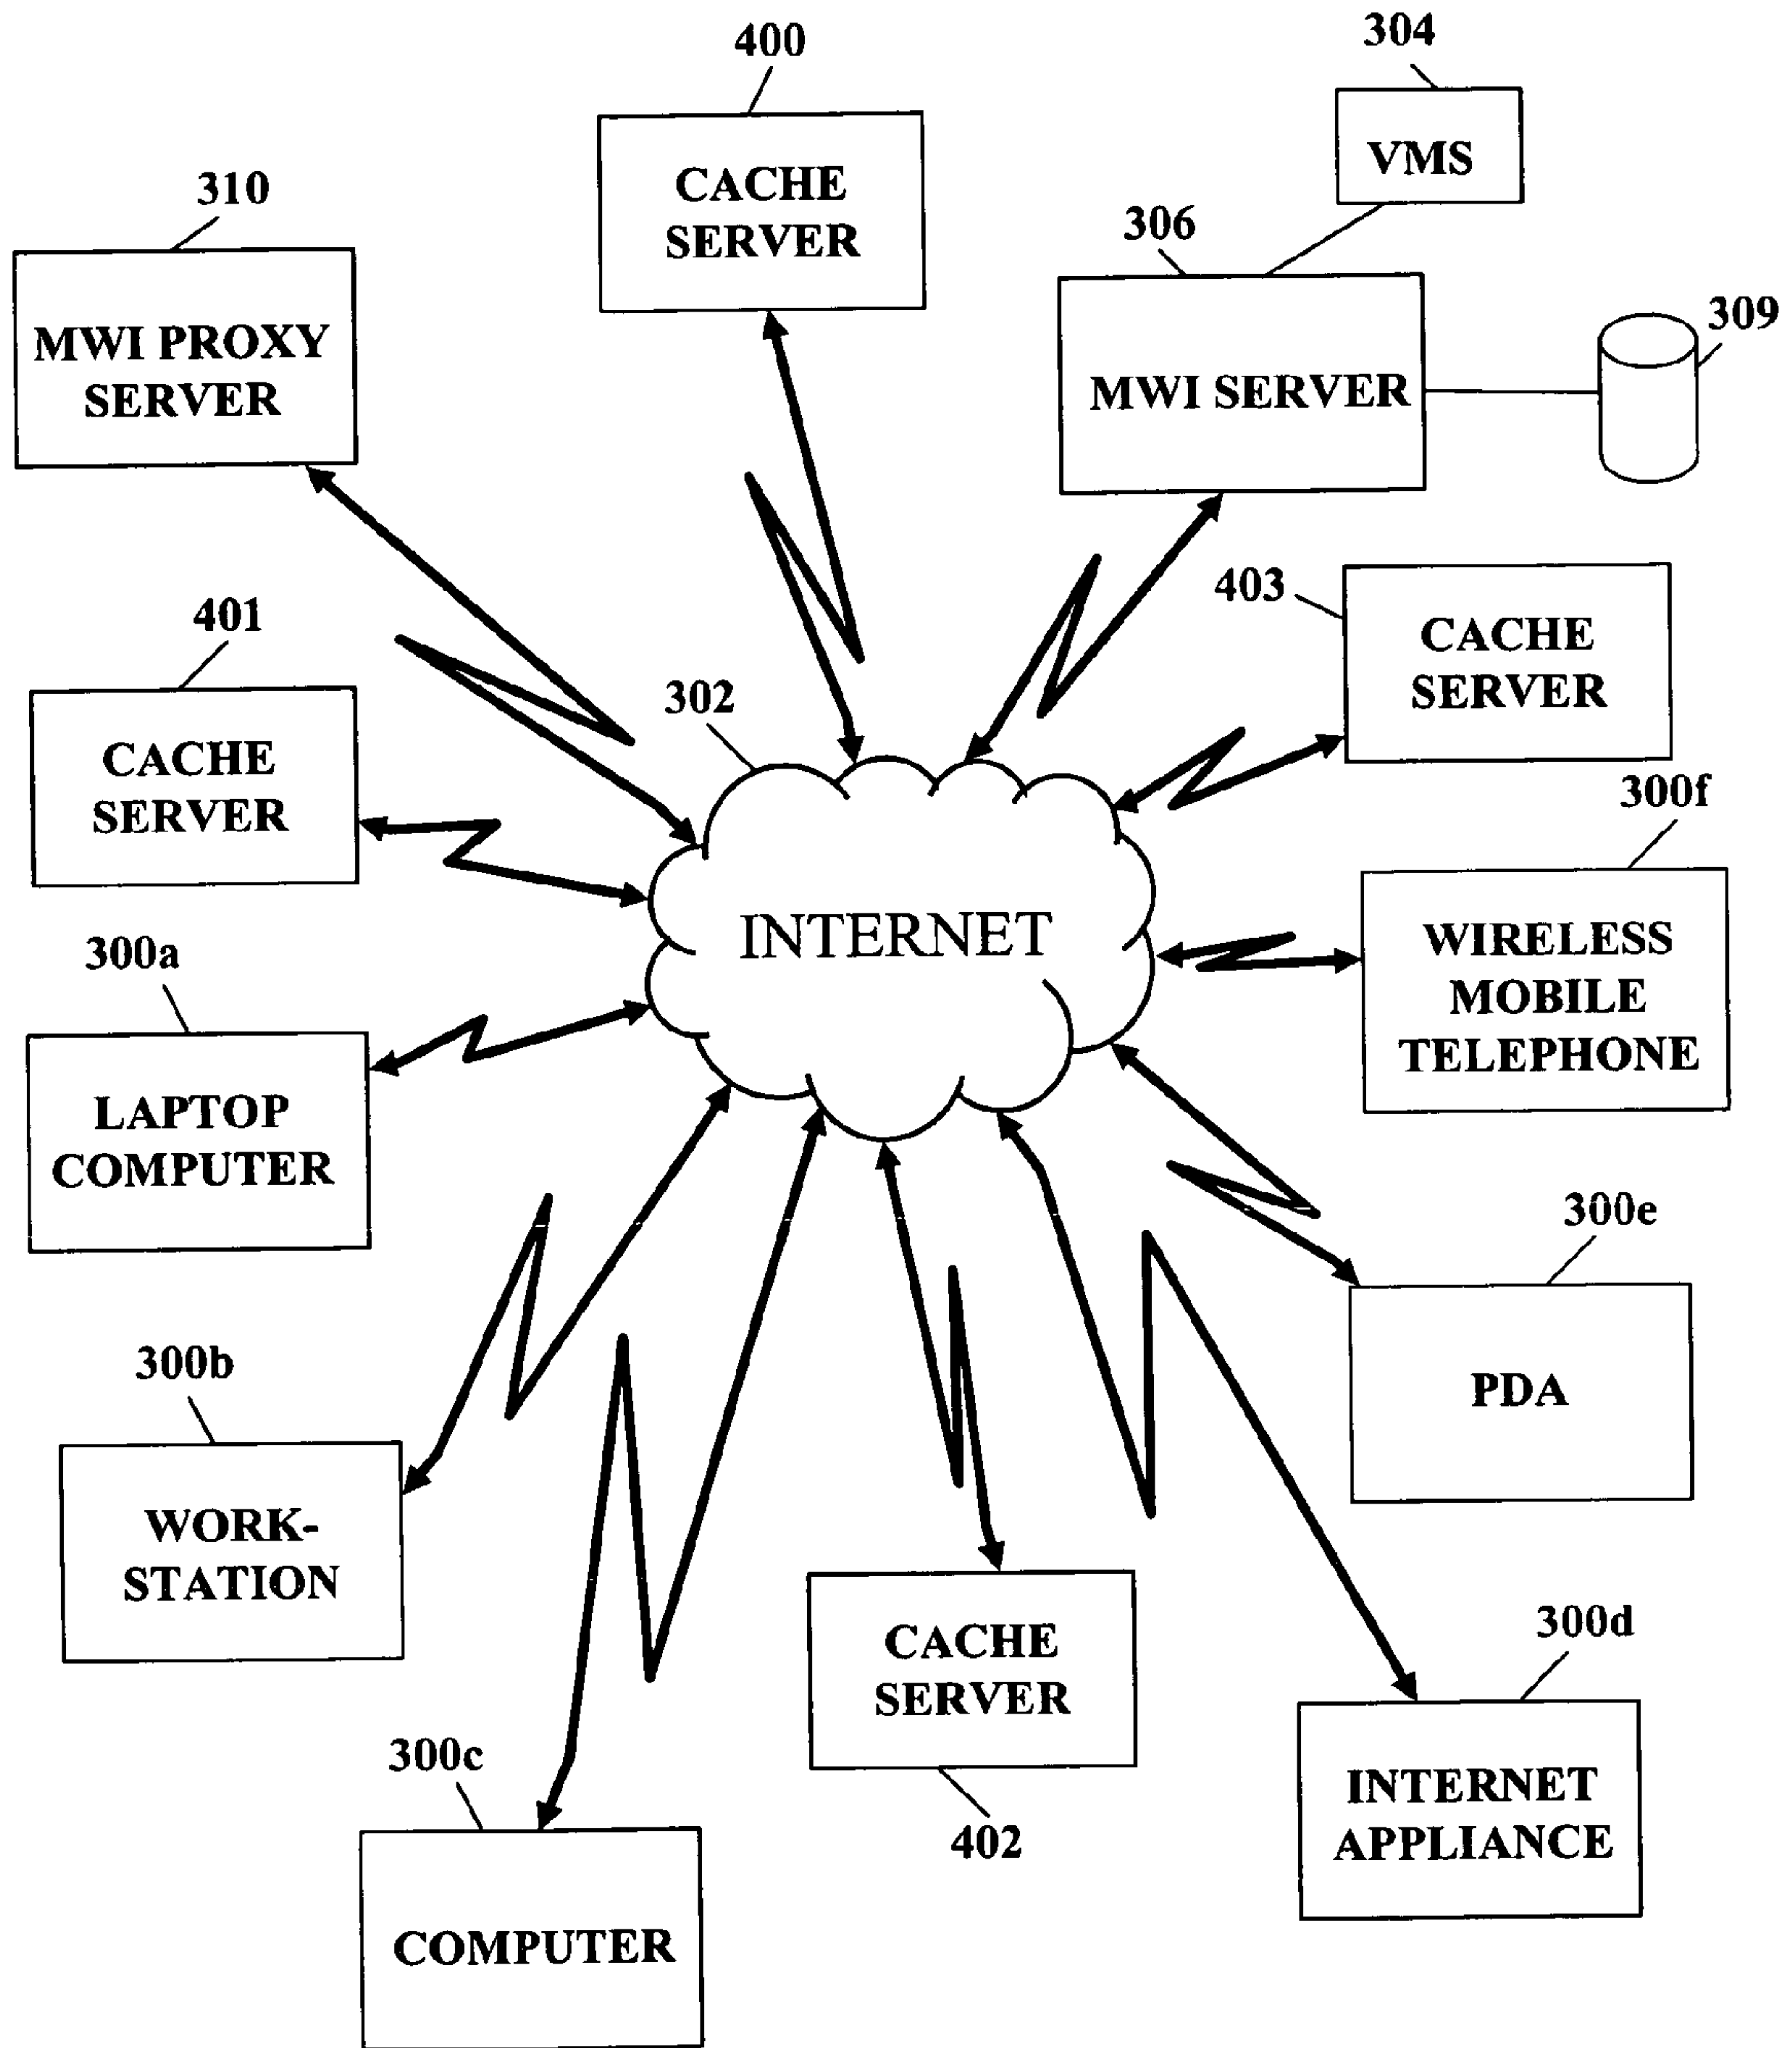 400
304
CACHE
SERVER
VMS
310
306
MWI PROXY
SERVER
309
MWI SERVER
401
403
CACHE
SERVER
302
CACHE
SERVER
300f
INTERNET
WIRELESS
MOBILE
TELEPHONE
300a
LAPTOP
COMPUTER
300e
PDA
300b
WORK-
STATION
CACHE
SERVER
402
300d
INTERNET
APPLIANCE
300c
COMPUTER